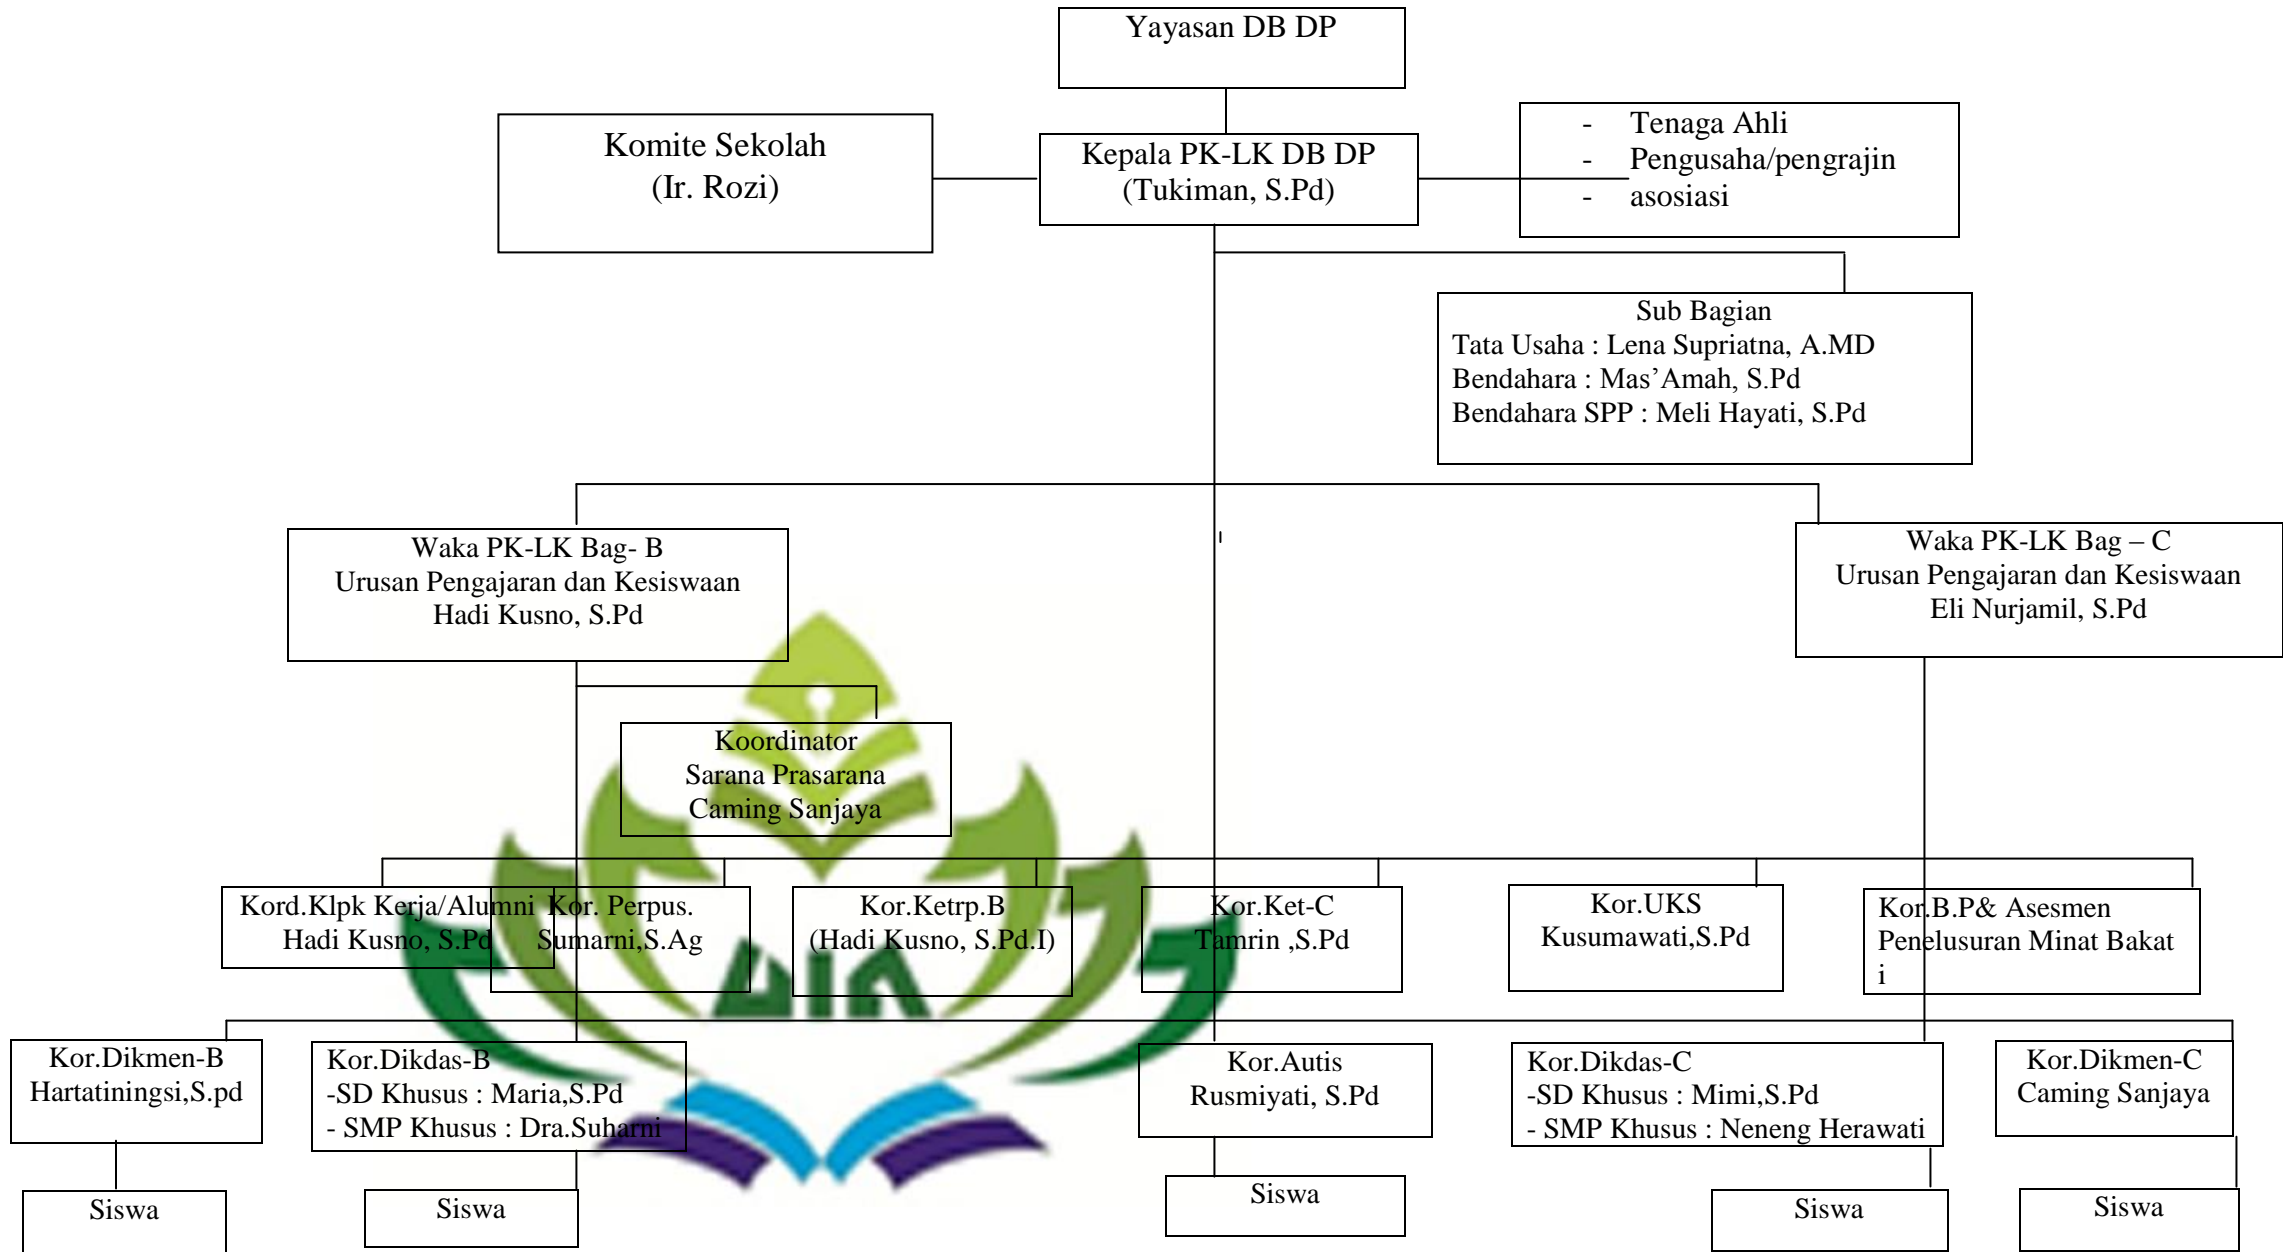 Yayasan DB DP
Komite Sekolah
(Ir. Rozi)
Kepala PK-LK DB DP
(Tukiman, S.Pd)
- Tenaga Ahli
- Pengusaha/pengrajin
- asosiasi
Sub Bagian
Tata Usaha : Lena Supriatna, A.MD
Bendahara : Mas’Amah, S.Pd
Bendahara SPP : Meli Hayati, S.Pd
Waka PK-LK Bag- B
Urusan Pengajaran dan Kesiswaan
Hadi Kusno, S.Pd
Waka PK-LK Bag – C
Urusan Pengajaran dan Kesiswaan
Eli Nurjamil, S.Pd
Koordinator
Sarana Prasarana
Caming Sanjaya
Kord.Klpk Kerja/Alumni
Hadi Kusno, S.Pd
Kor. Perpus.
Sumarni,S.Ag
Kor.Ketrp.B
(Hadi Kusno, S.Pd.I)
Kor.Ket-C
Tamrin ,S.Pd
Kor.UKS
Kusumawati,S.Pd
Kor.B.P& Asesmen
Penelusuran Minat Bakat
i
Kor.Dikmen-B
Hartatiningsi,S.pd
Kor.Dikdas-B
-SD Khusus : Maria,S.Pd
- SMP Khusus : Dra.Suharni
Kor.Autis
Rusmiyati, S.Pd
Kor.Dikdas-C
-SD Khusus : Mimi,S.Pd
- SMP Khusus : Neneng Herawati
Kor.Dikmen-C
Caming Sanjaya
Siswa
Siswa
Siswa
Siswa
Siswa